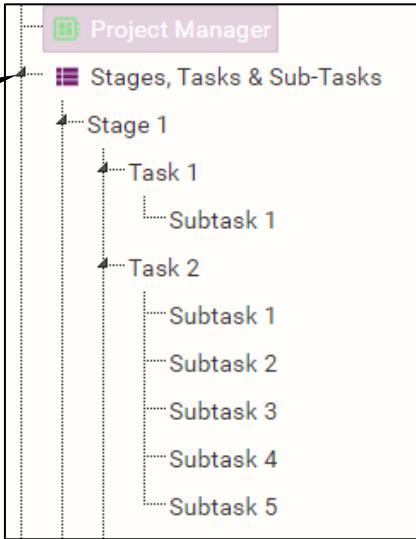 Project Manager
Stages, Tasks & Sub-Tasks
Stage 1
Task 1
Subtask 1
Task 2
Subtask 1
Subtask 2
Subtask 3
Subtask 4
Subtask 5